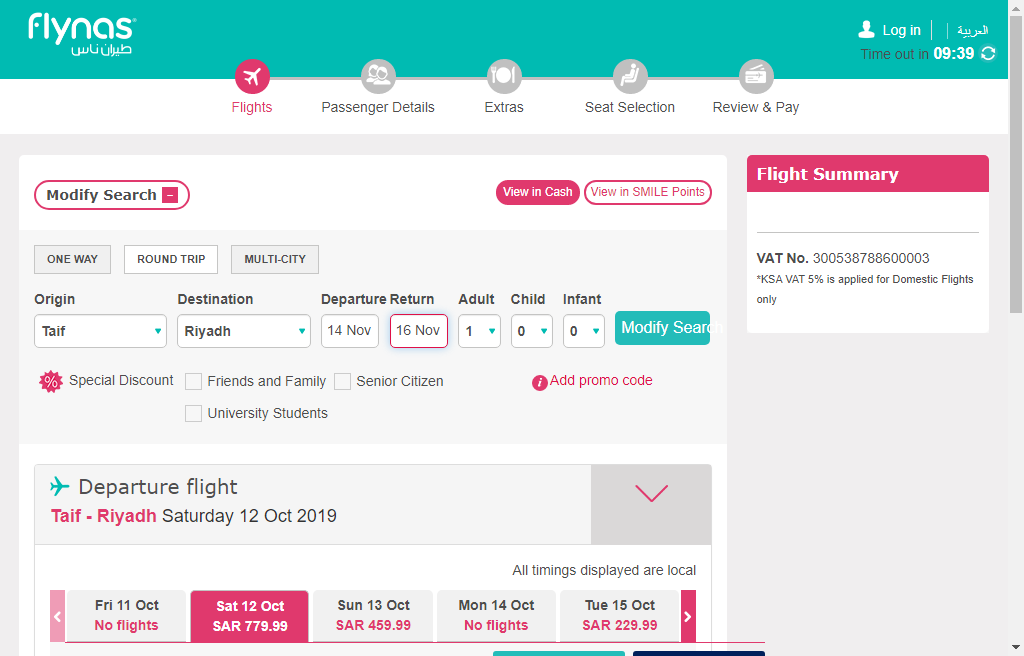 flynas
طيران ناس
Log in
العربية
Time out in 09:39
Flights
Passenger Details
Extras
Seat Selection
Review & Pay
Modify Search
View in Cash
View in SMILE Points
Flight Summary
ONE WAY
ROUND TRIP
MULTI-CITY
VAT No. 300538788600003
*KSA VAT 5% is applied for Domestic Flights
only
Origin
Destination
Departure
Return
Adult
Child
Infant
Taif
Riyadh
14 Nov
16 Nov
1
0
0
Modify Search
Special Discount
Friends and Family
Senior Citizen
Add promo code
University Students
Departure flight
Taif - Riyadh Saturday 12 Oct 2019
All timings displayed are local
Fri 11 Oct
No flights
Sat 12 Oct
SAR 779.99
Sun 13 Oct
SAR 459.99
Mon 14 Oct
No flights
Tue 15 Oct
SAR 229.99